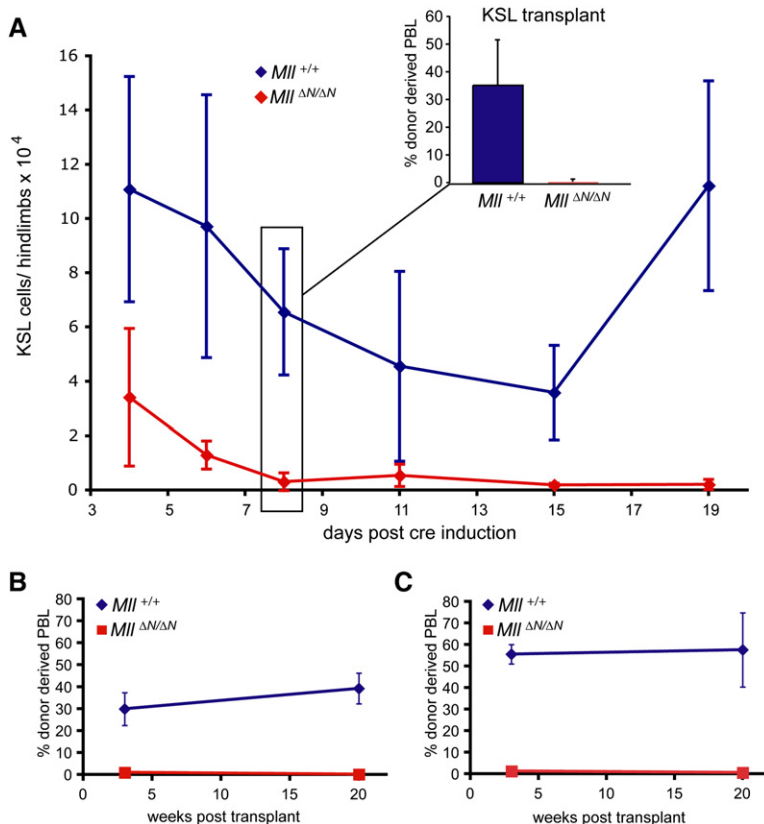 A
KSL transplant
% donor derived PBL
60
50
40
30
20
10
0
Mll +/+
Mll ΔN/ΔN
Mll +/+
Mll ΔN/ΔN
KSL cells/ hindlimbs x 10⁴
16
14
12
10
8
6
4
2
0
3 5 7 9 11 13 15 17 19
days post cre induction
B
Mll +/+
Mll ΔN/ΔN
% donor derived PBL
80
70
60
50
40
30
20
10
0
0 5 10 15 20
weeks post transplant
C
Mll +/+
Mll ΔN/ΔN
% donor derived PBL
80
70
60
50
40
30
20
10
0
0 5 10 15 20
weeks post transplant